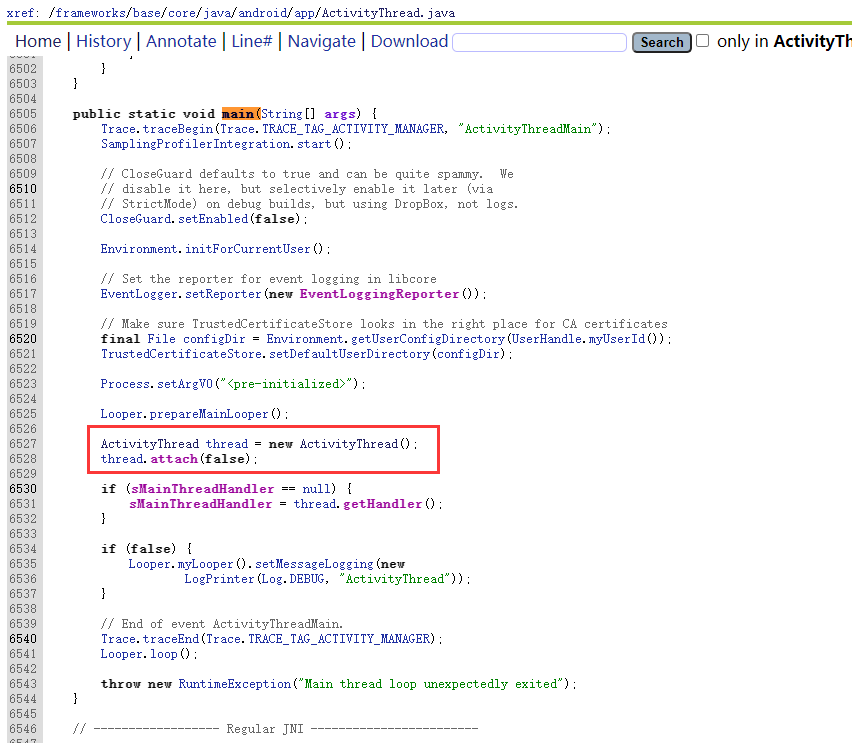 xref: /frameworks/base/core/java/android/app/ActivityThread.java
Home | History | Annotate | Line# | Navigate | Download Search only in ActivityTh
6502 }
6503 }
6504
6505 public static void main(String[] args) {
6506 Trace.traceBegin(Trace.TRACE_TAG_ACTIVITY_MANAGER, "ActivityThreadMain");
6507 SamplingProfilerIntegration.start();
6508
6509 // CloseGuard defaults to true and can be quite spammy.  We
6510 // disable it here, but selectively enable it later (via
6511 // StrictMode) on debug builds, but using DropBox, not logs.
6512 CloseGuard.setEnabled(false);
6513
6514 Environment.initForCurrentUser();
6515
6516 // Set the reporter for event logging in libcore
6517 EventLogger.setReporter(new EventLoggingReporter());
6518
6519 // Make sure TrustedCertificateStore looks in the right place for CA certificates
6520 final File configDir = Environment.getUserConfigDirectory(UserHandle.myUserId());
6521 TrustedCertificateStore.setDefaultUserDirectory(configDir);
6522
6523 Process.setArgV0("<pre-initialized>");
6524
6525 Looper.prepareMainLooper();
6526
6527 ActivityThread thread = new ActivityThread();
6528 thread.attach(false);
6529
6530 if (sMainThreadHandler == null) {
6531 sMainThreadHandler = thread.getHandler();
6532 }
6533
6534 if (false) {
6535 Looper.myLooper().setMessageLogging(new
6536 LogPrinter(Log.DEBUG, "ActivityThread"));
6537 }
6538
6539 // End of event ActivityThreadMain.
6540 Trace.traceEnd(Trace.TRACE_TAG_ACTIVITY_MANAGER);
6541 Looper.loop();
6542
6543 throw new RuntimeException("Main thread loop unexpectedly exited");
6544 }
6545
6546 // ------------------ Regular JNI ------------------------